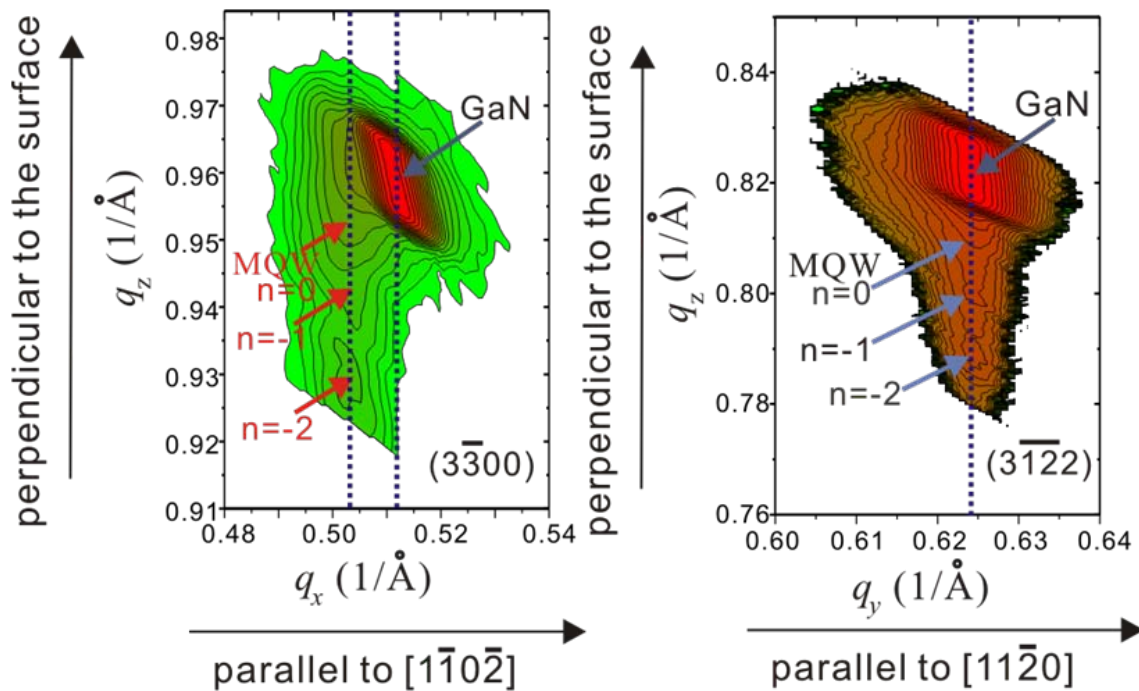 perpendicular to the surface
q_z (1/Å)
0.98
0.97
0.96
0.95
0.94
0.93
0.92
0.91
0.48
0.50
0.52
0.54
GaN
MQW
n=0
n=-1
n=-2
(33̅00)
q_x (1/Å)
parallel to [11̅02̅]
perpendicular to the surface
q_z (1/Å)
0.84
0.82
0.80
0.78
0.76
0.60
0.61
0.62
0.63
0.64
GaN
MQW
n=0
n=-1
n=-2
(31̅2̅2)
q_y (1/Å)
parallel to [112̅0]